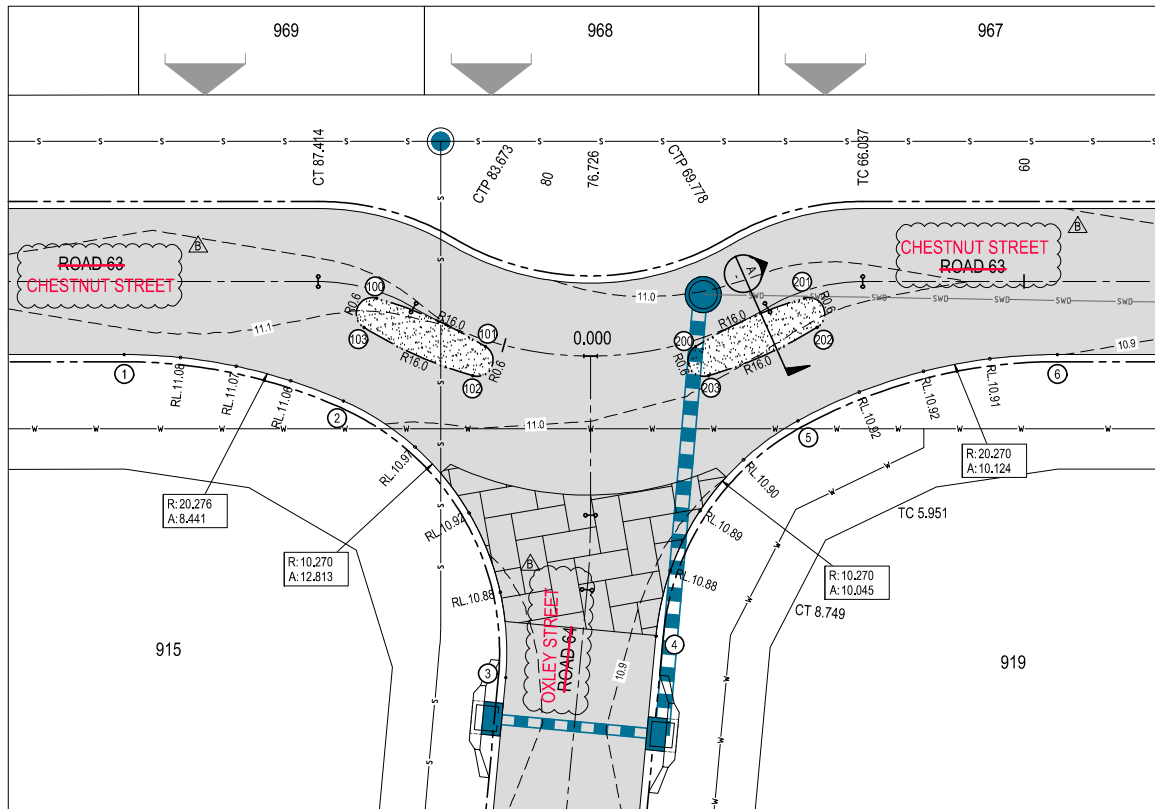 969
968
967
S S S S S S S S S S S S S S S S S
CT 87.414
CTP 83.673
80
76.726
CTP 69.778
TC 66.037
60
B
B
ROAD 63
CHESTNUT STREET
CHESTNUT STREET
ROAD 63
A1
-
11.0
SWD SWD SWD SWD SWD
100
R0.6
R16.0
101
103
R16.0
R0.6
102
11.1
0.000
201
R0.6
R16.0
200
202
R0.6
R16.0
203
10.9
1
RL.11.08
RL.11.07
RL.11.06
2
RL.10.97
11.0
5
RL.10.92
RL.10.92
RL.10.91
6
W W W W W W W W W W W W
R:20.276
A:8.441
R:20.270
A:10.124
RL.10.92
RL.10.90
RL.10.89
TC 5.951
R:10.270
A:12.813
B
RL.10.88
RL.10.88
R:10.270
A:10.045
CT 8.749
OXLEY STREET
ROAD 64
10.9
915
3
4
919